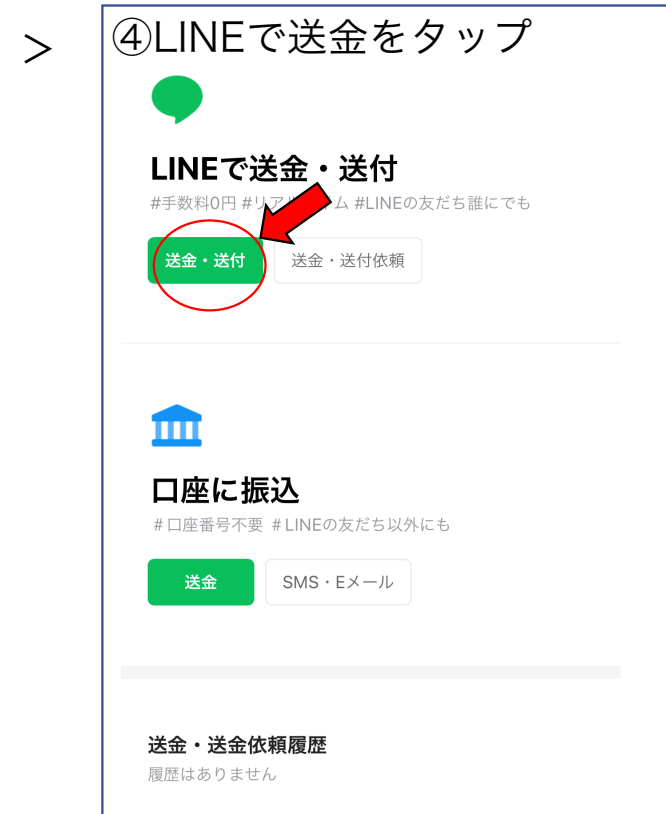 ＞
④LINEで送金をタップ
LINEで送金・送付
#手数料0円 #リアルタイム #LINEの友だち誰にでも
送金・送付
送金・送付依頼
口座に振込
#口座番号不要 #LINEの友だち以外にも
送金
SMS・Eメール
送金・送金依頼履歴
履歴はありません